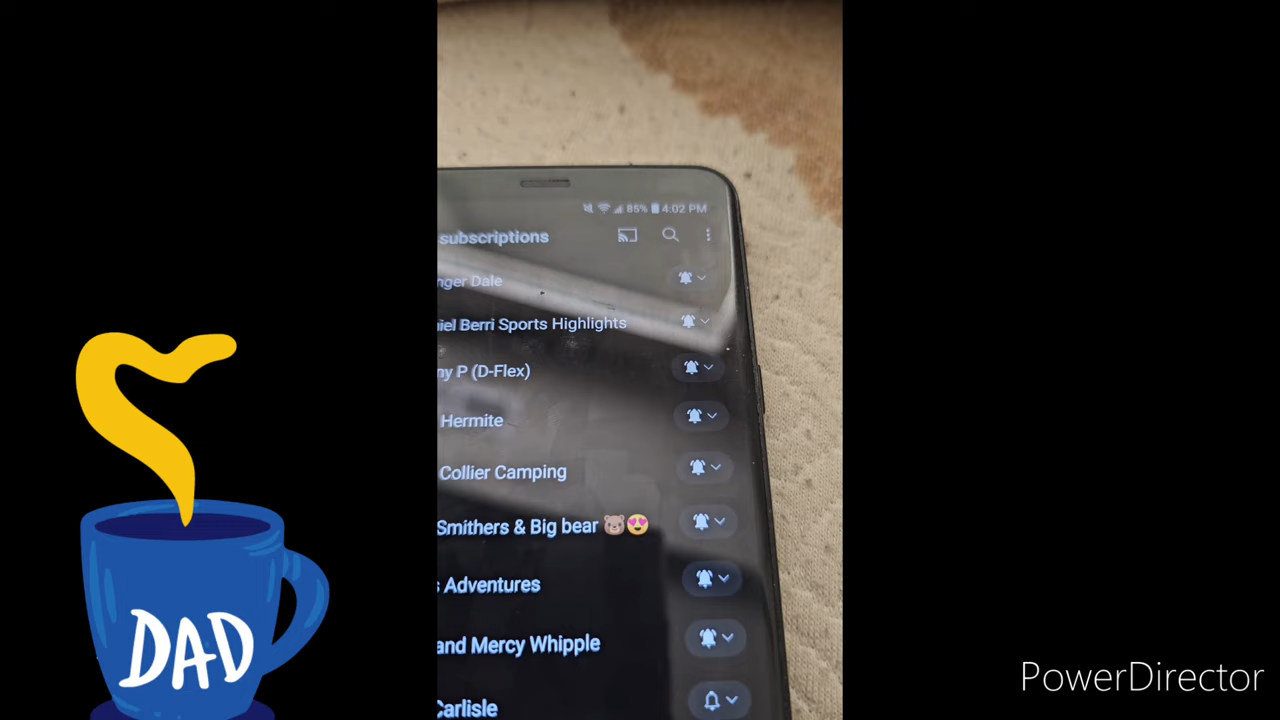 85% 4:02 PM
subscriptions
nger Dale
iel Berri Sports Highlights
ny P (D-Flex)
Hermite
Collier Camping
Smithers & Big bear 🐻😍
s Adventures
and Mercy Whipple
Carlisle
DAD
PowerDirector